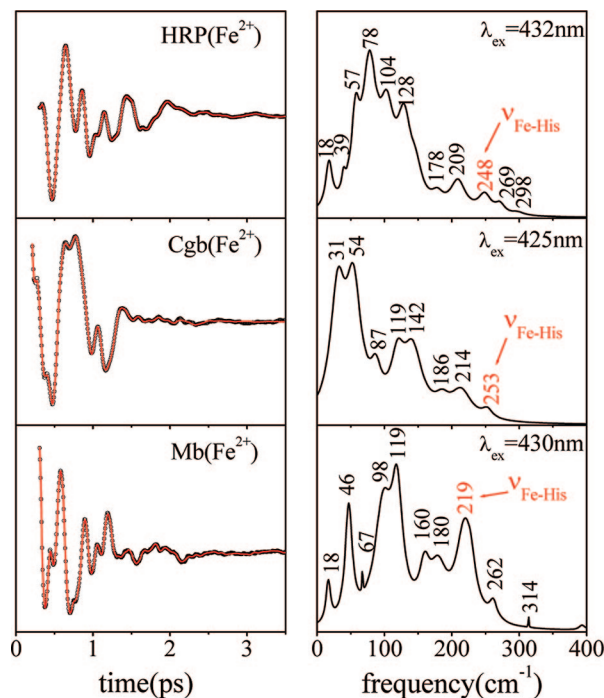 HRP(Fe²⁺)
λex=432nm
18
39
57
78
104
128
178
209
248
νFe-His
269
298
Cgb(Fe²⁺)
λex=425nm
31
54
87
119
142
186
214
253
νFe-His
Mb(Fe²⁺)
λex=430nm
18
46
67
98
119
160
180
219
νFe-His
262
314
0 1 2 3
0 100 200 300 400
time(ps)
frequency(cm⁻¹)